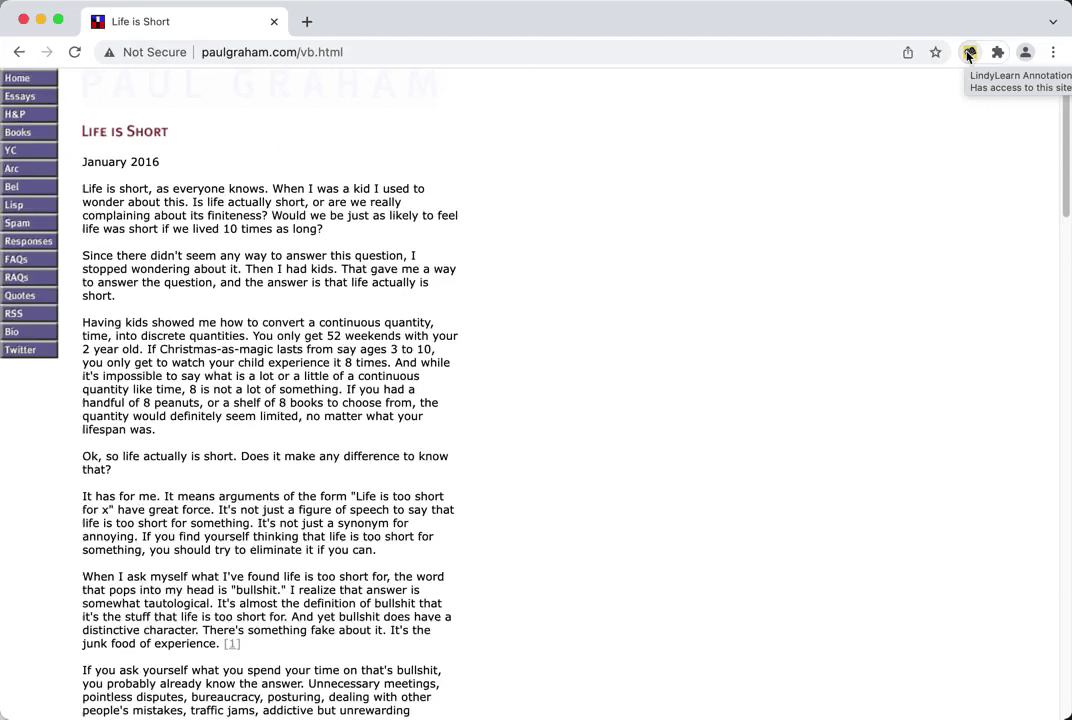 Life is Short
Not Secure
paulgraham.com/vb.html
LindyLearn Annotation
Has access to this site
Home
Essays
H&P
Books
YC
Arc
Bel
Lisp
Spam
Responses
FAQs
RAQs
Quotes
RSS
Bio
Twitter
PAUL GRAHAM
Life is Short
January 2016
Life is short, as everyone knows. When I was a kid I used to
wonder about this. Is life actually short, or are we really
complaining about its finiteness? Would we be just as likely to feel
life was short if we lived 10 times as long?
Since there didn't seem any way to answer this question, I
stopped wondering about it. Then I had kids. That gave me a way
to answer the question, and the answer is that life actually is
short.
Having kids showed me how to convert a continuous quantity,
time, into discrete quantities. You only get 52 weekends with your
2 year old. If Christmas-as-magic lasts from say ages 3 to 10,
you only get to watch your child experience it 8 times. And while
it's impossible to say what is a lot or a little of a continuous
quantity like time, 8 is not a lot of something. If you had a
handful of 8 peanuts, or a shelf of 8 books to choose from, the
quantity would definitely seem limited, no matter what your
lifespan was.
Ok, so life actually is short. Does it make any difference to know
that?
It has for me. It means arguments of the form "Life is too short
for x" have great force. It's not just a figure of speech to say that
life is too short for something. It's not just a synonym for
annoying. If you find yourself thinking that life is too short for
something, you should try to eliminate it if you can.
When I ask myself what I've found life is too short for, the word
that pops into my head is "bullshit." I realize that answer is
somewhat tautological. It's almost the definition of bullshit that
it's the stuff that life is too short for. And yet bullshit does have a
distinctive character. There's something fake about it. It's the
junk food of experience. [1]
If you ask yourself what you spend your time on that's bullshit,
you probably already know the answer. Unnecessary meetings,
pointless disputes, bureaucracy, posturing, dealing with other
people's mistakes, traffic jams, addictive but unrewarding